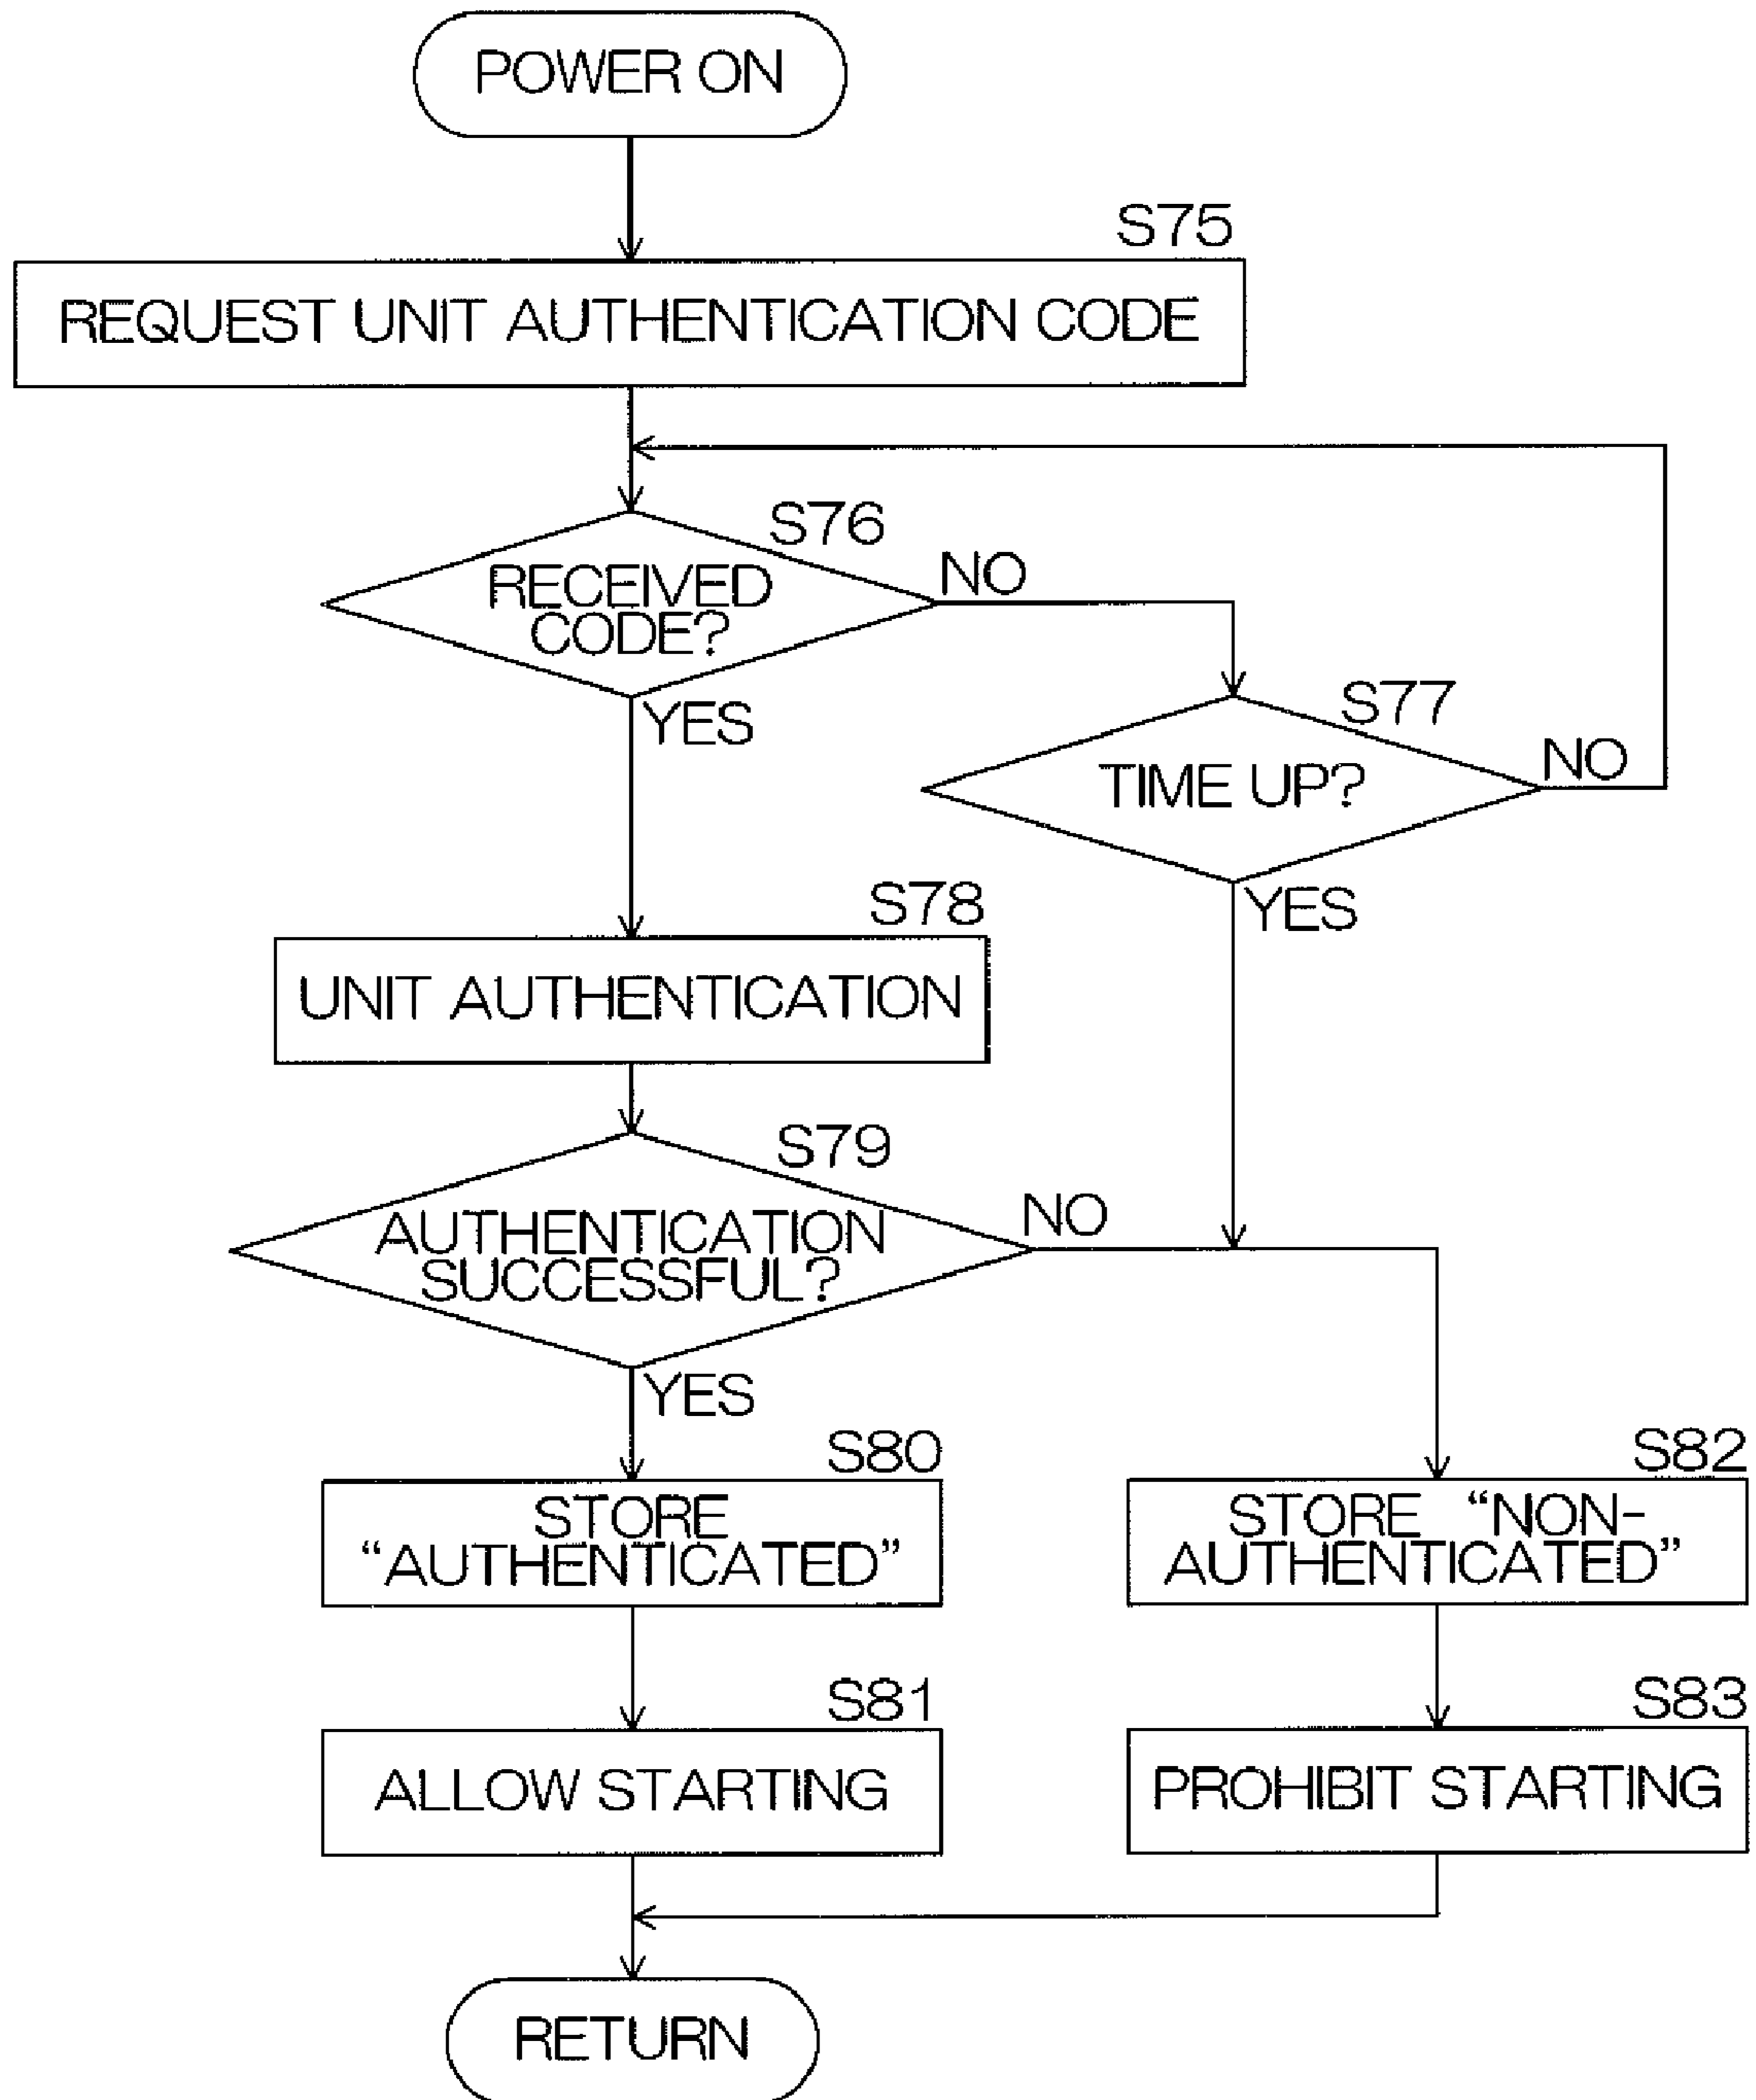 POWER ON
S75
REQUEST UNIT AUTHENTICATION CODE
S76
RECEIVED
CODE?
NO
YES
S77
TIME UP?
NO
YES
S78
UNIT AUTHENTICATION
S79
AUTHENTICATION
SUCCESSFUL?
NO
YES
S80
STORE
“AUTHENTICATED”
S82
STORE “NON-
AUTHENTICATED”
S81
ALLOW STARTING
S83
PROHIBIT STARTING
RETURN